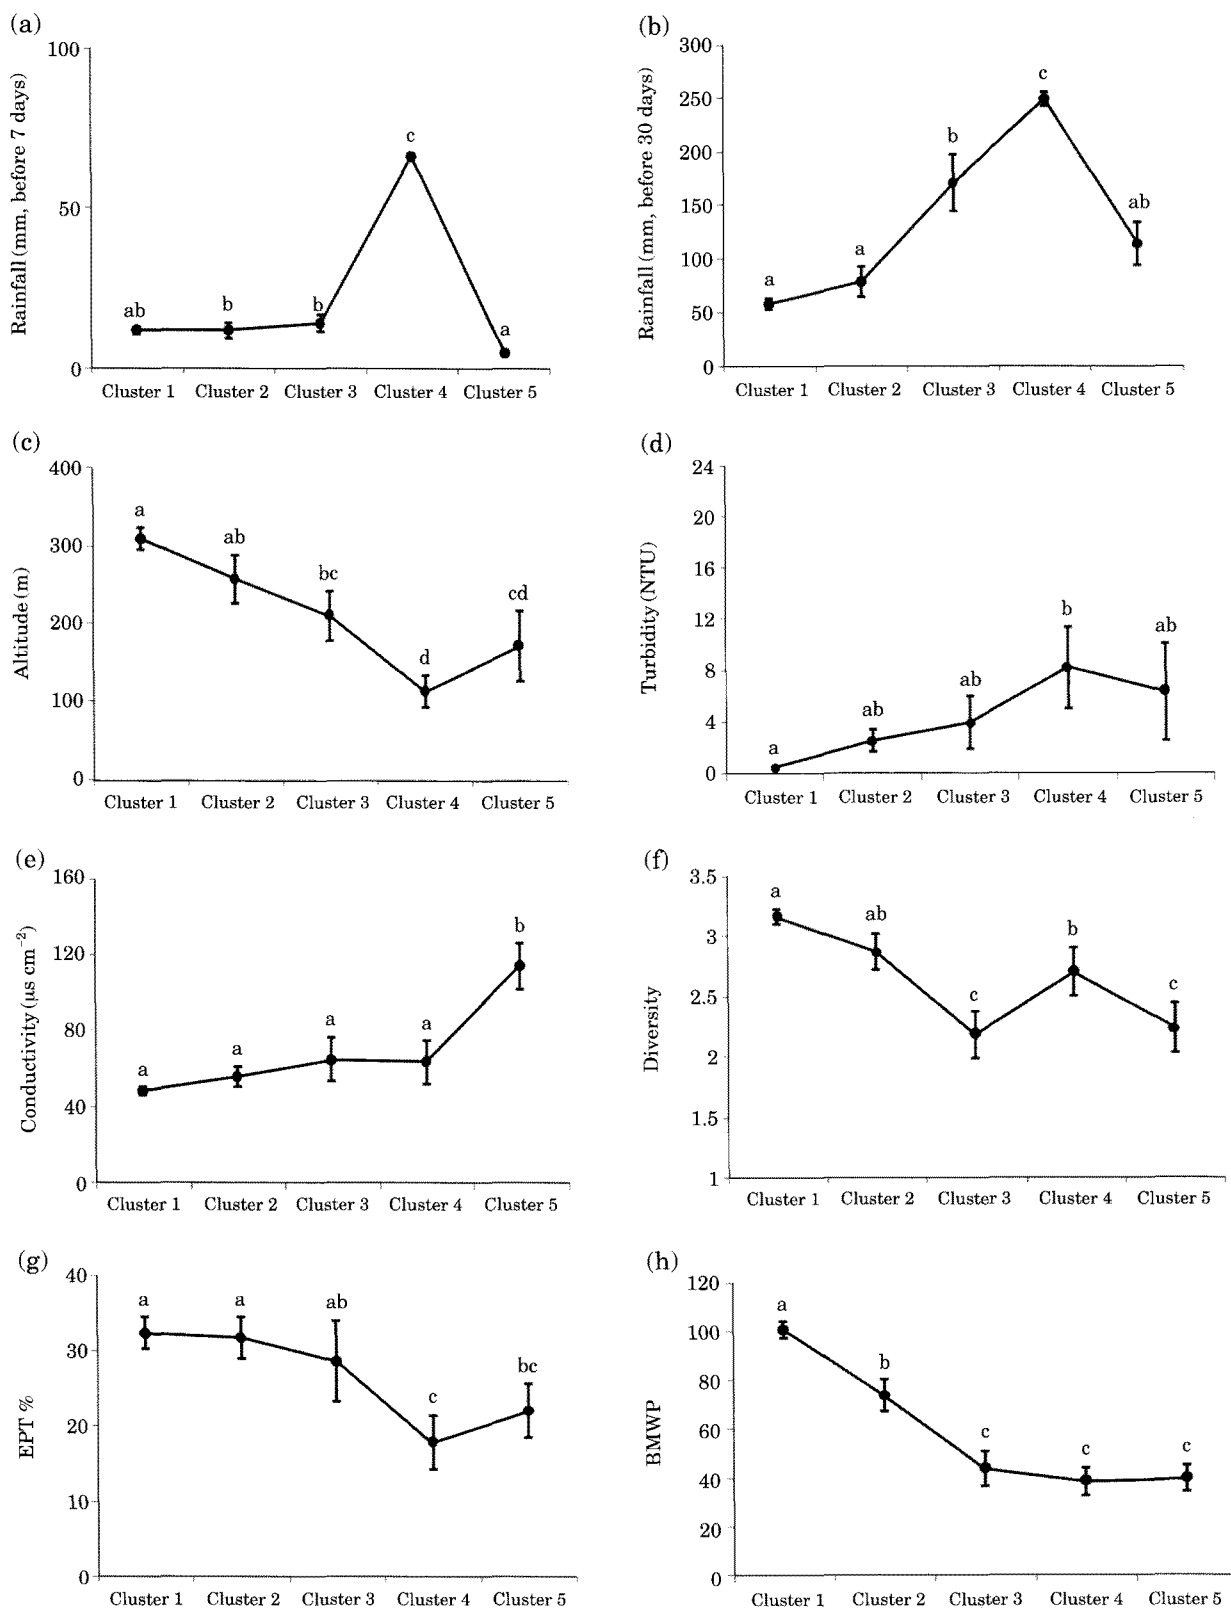 (a)
Rainfall (mm, before 7 days)
100
50
0
ab
b
b
c
a
Cluster 1 Cluster 2 Cluster 3 Cluster 4 Cluster 5
(b)
Rainfall (mm, before 30 days)
300
250
200
150
100
50
0
a
a
b
c
ab
Cluster 1 Cluster 2 Cluster 3 Cluster 4 Cluster 5
(c)
Altitude (m)
400
300
200
100
0
a
ab
bc
d
cd
Cluster 1 Cluster 2 Cluster 3 Cluster 4 Cluster 5
(d)
Turbidity (NTU)
24
20
16
12
8
4
0
a
ab
ab
b
ab
Cluster 1 Cluster 2 Cluster 3 Cluster 4 Cluster 5
(e)
Conductivity (μs cm⁻²)
160
120
80
40
0
a
a
a
a
b
Cluster 1 Cluster 2 Cluster 3 Cluster 4 Cluster 5
(f)
Diversity
3.5
3
2.5
2
1.5
1
a
ab
c
b
c
Cluster 1 Cluster 2 Cluster 3 Cluster 4 Cluster 5
(g)
EPT %
40
30
20
10
0
a
a
ab
c
bc
Cluster 1 Cluster 2 Cluster 3 Cluster 4 Cluster 5
(h)
BMWP
120
100
80
60
40
20
0
a
b
c
c
c
Cluster 1 Cluster 2 Cluster 3 Cluster 4 Cluster 5